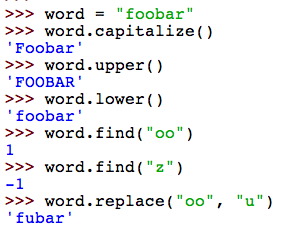 >>> word = "foobar"
>>> word.capitalize()
'Foobar'
>>> word.upper()
'FOOBAR'
>>> word.lower()
'foobar'
>>> word.find("oo")
1
>>> word.find("z")
-1
>>> word.replace("oo", "u")
'fubar'